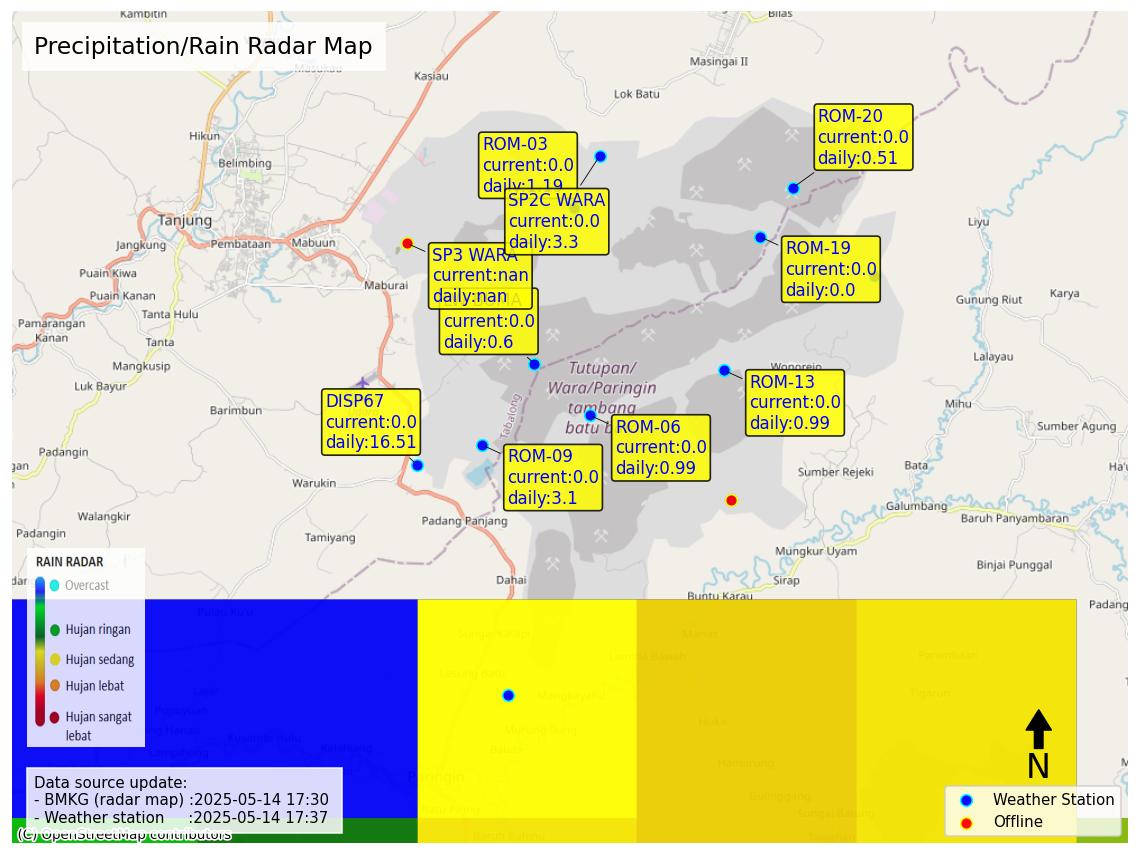 Precipitation/Rain Radar Map
Kambitin
Bilas
Masukau
Kasiau
Masingai II
Lok Batu
Hikun
Belimbing
Tanjung
Jangkung
Pembataan
Mabuun
Puain Kiwa
Maburai
Puain Kanan
Tanta Hulu
Pamarangan
Kanan
Tanta
Mangkusip
Luk Bayur
Barimbun
Padangin
Warukin
Walangkir
Padangin
Tamiyang
Padang Panjang
Dahai
Tabalong
ROM-03
current:0.0
daily:1.19
SP2C WARA
current:0.0
daily:3.3
ROM-20
current:0.0
daily:0.51
ROM-19
current:0.0
daily:0.0
SP3 WARA
current:nan
daily:nan
current:0.0
daily:0.6
Tutupan/
Wara/Paringin
tambang
batu b
ROM-13
current:0.0
daily:0.99
ROM-06
current:0.0
daily:0.99
DISP67
current:0.0
daily:16.51
ROM-09
current:0.0
daily:3.1
Liyu
Gunung Riut
Karya
Lalayau
Wonorejo
Mihu
Sumber Agung
Bata
Sumber Rejeki
Galumbang
Baruh Panyambaran
Mungkur Uyam
Binjai Punggal
Sirap
Buntu Karau
Padang
RAIN RADAR
Overcast
Hujan ringan
Hujan sedang
Hujan lebat
Hujan sangat
lebat
Paringin
N
Data source update:
- BMKG (radar map) :2025-05-14 17:30
- Weather station :2025-05-14 17:37
(C) OpenStreetMap contributors
Weather Station
Offline